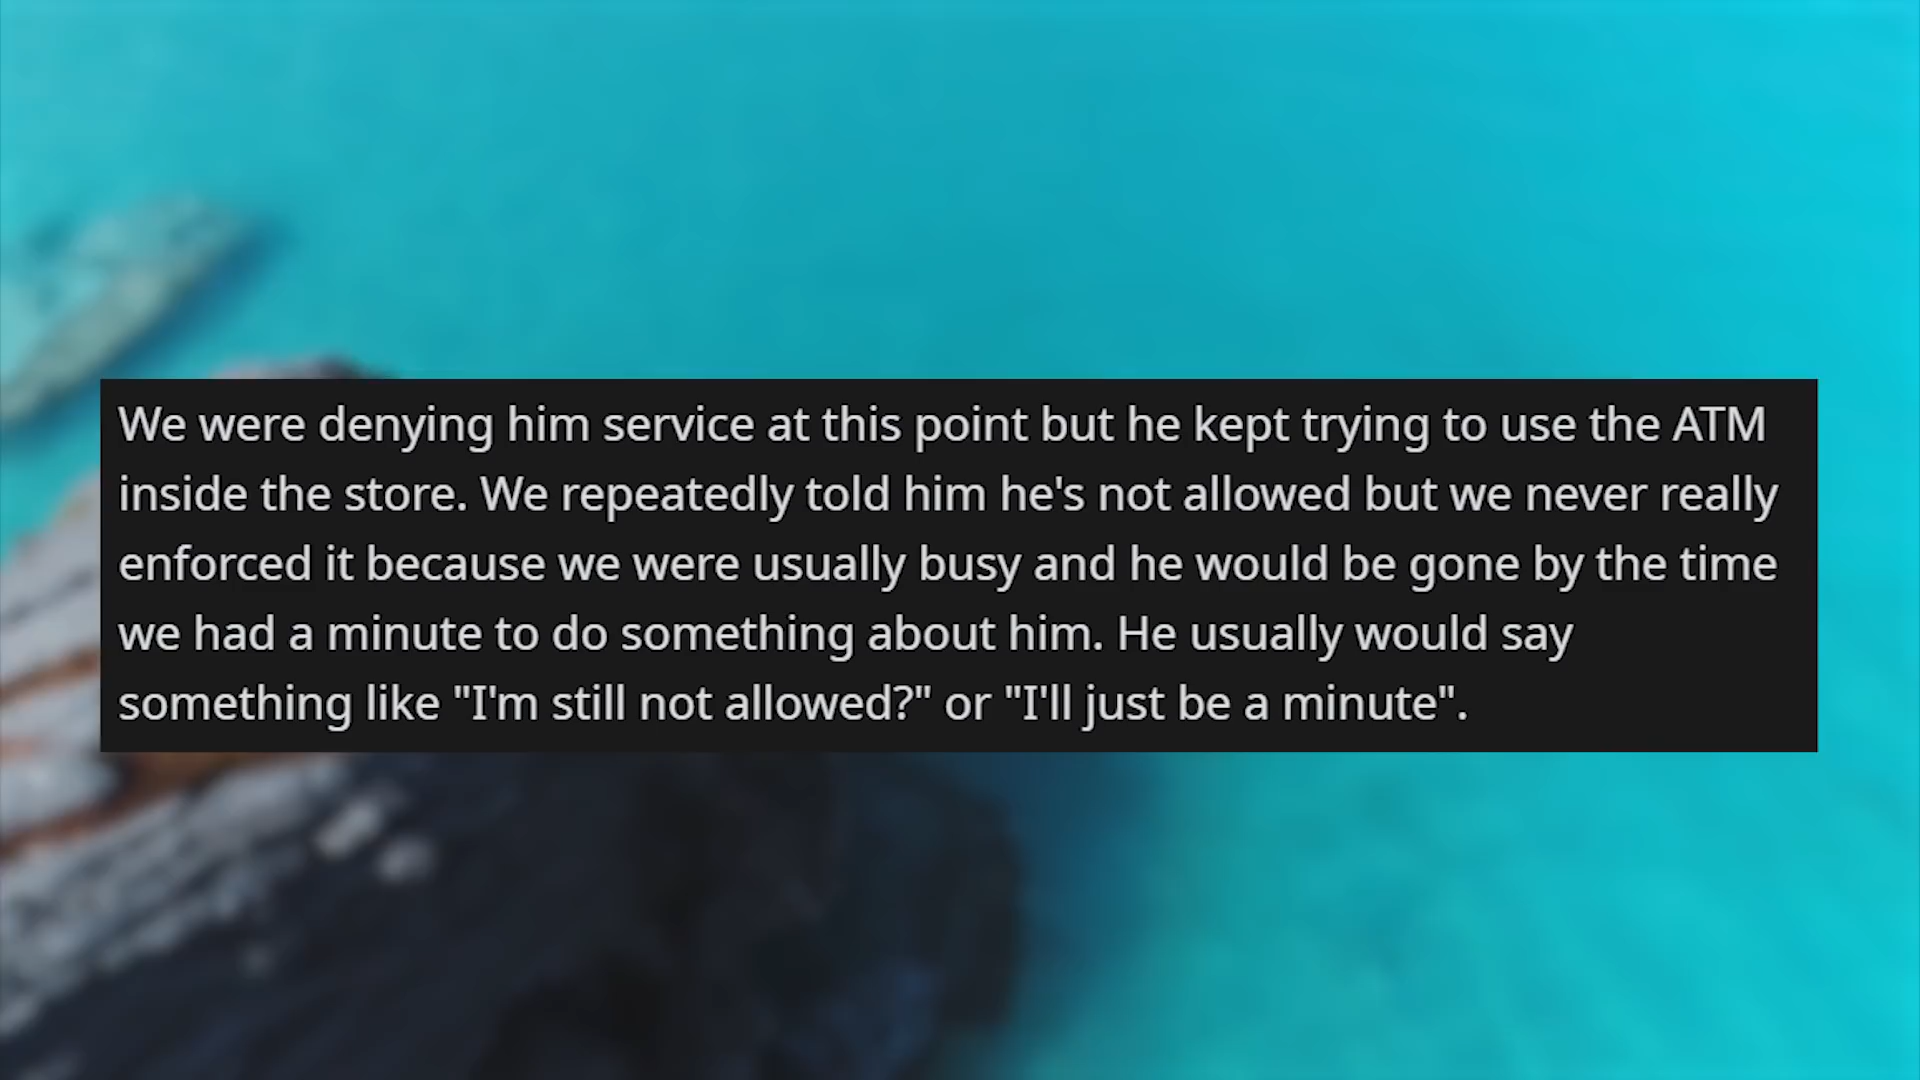 We were denying him service at this point but he kept trying to use the ATM
inside the store. We repeatedly told him he's not allowed but we never really
enforced it because we were usually busy and he would be gone by the time
we had a minute to do something about him. He usually would say
something like "I'm still not allowed?" or "I'll just be a minute".